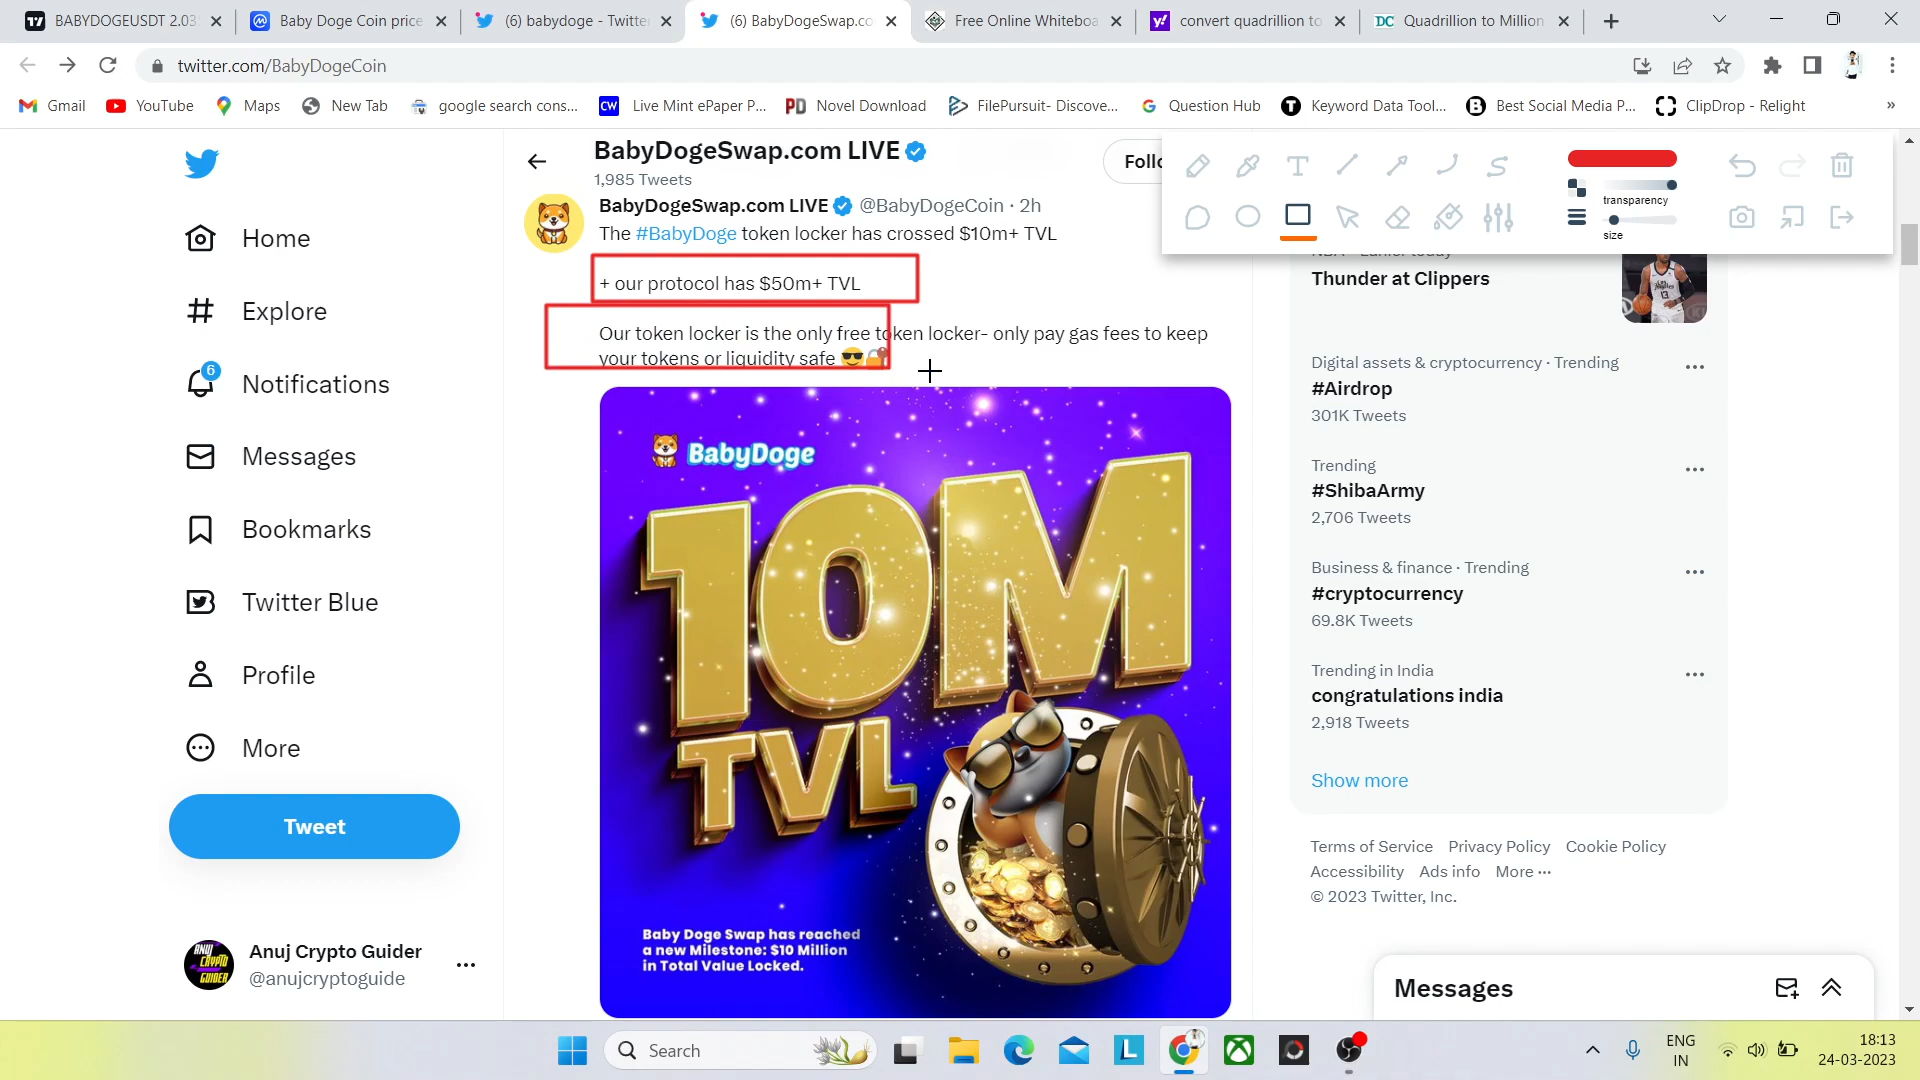 BABYDOGEUSDT 2.03
Baby Doge Coin price
(6) babydoge - Twitte
(6) BabyDogeSwap.co
Free Online Whiteboa
convert quadrillion to
Quadrillion to Million
twitter.com/BabyDogeCoin
Gmail
YouTube
Maps
New Tab
google search cons...
CW
Live Mint ePaper P...
PD
Novel Download
FilePursuit- Discove...
Question Hub
Keyword Data Tool...
Best Social Media P...
ClipDrop - Relight
»
Home
Explore
6
Notifications
Messages
Bookmarks
Twitter Blue
Profile
More
Tweet
Anuj Crypto Guider
@anujcryptoguide
BabyDogeSwap.com LIVE
1,985 Tweets
Follo
BabyDogeSwap.com LIVE @BabyDogeCoin · 2h
The #BabyDoge token locker has crossed $10m+ TVL
+ our protocol has $50m+ TVL
Our token locker is the only free token locker- only pay gas fees to keep
your tokens or liquidity safe 😎🔐
BabyDoge
10M
TVL
Baby Doge Swap has reached
a new Milestone: $10 Million
in Total Value Locked.
transparency
size
Thunder at Clippers
Digital assets & cryptocurrency · Trending
#Airdrop
301K Tweets
Trending
#ShibaArmy
2,706 Tweets
Business & finance · Trending
#cryptocurrency
69.8K Tweets
Trending in India
congratulations india
2,918 Tweets
Show more
Terms of Service Privacy Policy Cookie Policy
Accessibility Ads info More ···
© 2023 Twitter, Inc.
Messages
Search
ENG
IN
18:13
24-03-2023